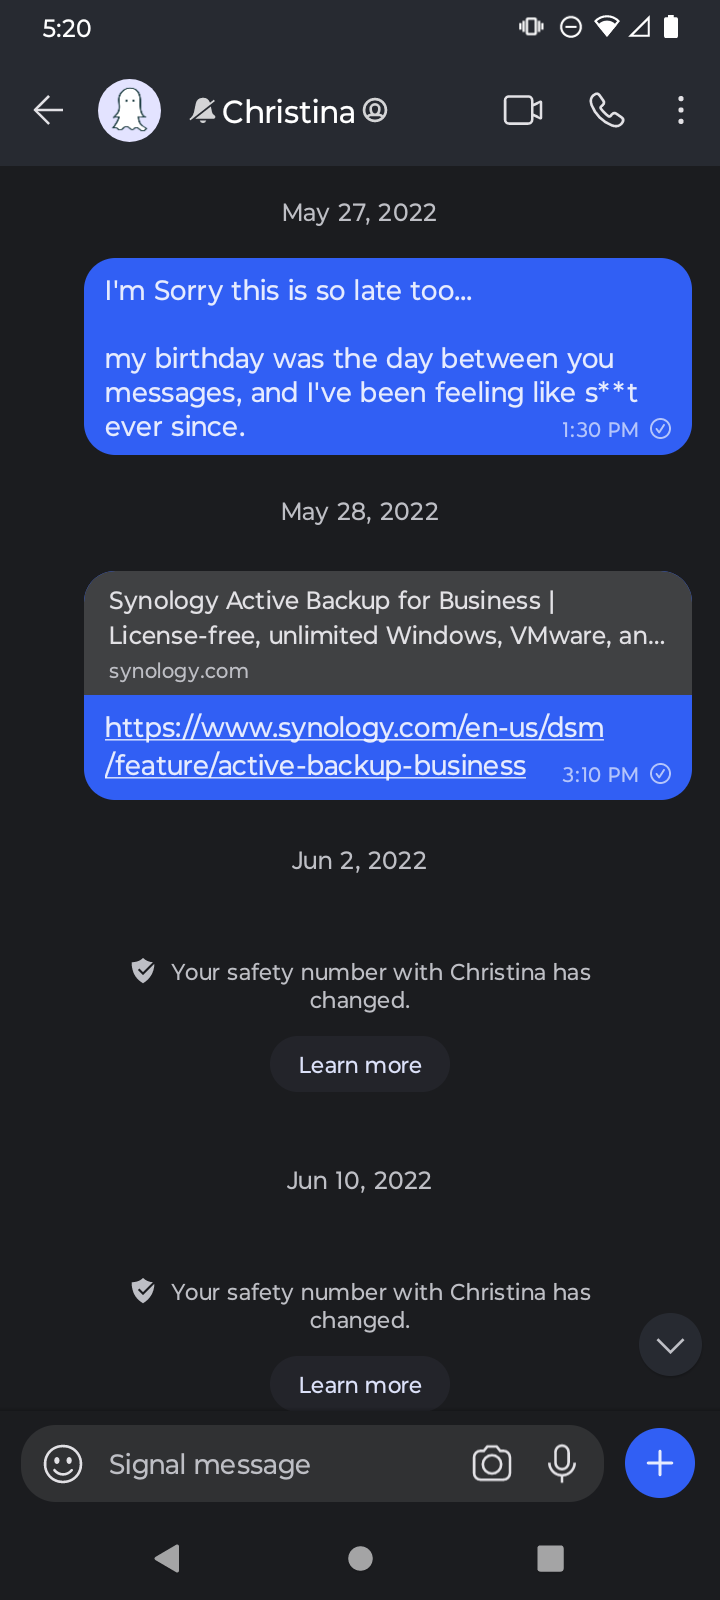 5:20
Christina
May 27, 2022
I'm Sorry this is so late too...
my birthday was the day between you
messages, and I've been feeling like s**t
ever since.
1:30 PM
May 28, 2022
Synology Active Backup for Business |
License-free, unlimited Windows, VMware, an...
synology.com
https://www.synology.com/en-us/dsm
/feature/active-backup-business
3:10 PM
Jun 2, 2022
Your safety number with Christina has
changed.
Learn more
Jun 10, 2022
Your safety number with Christina has
changed.
Learn more
Signal message